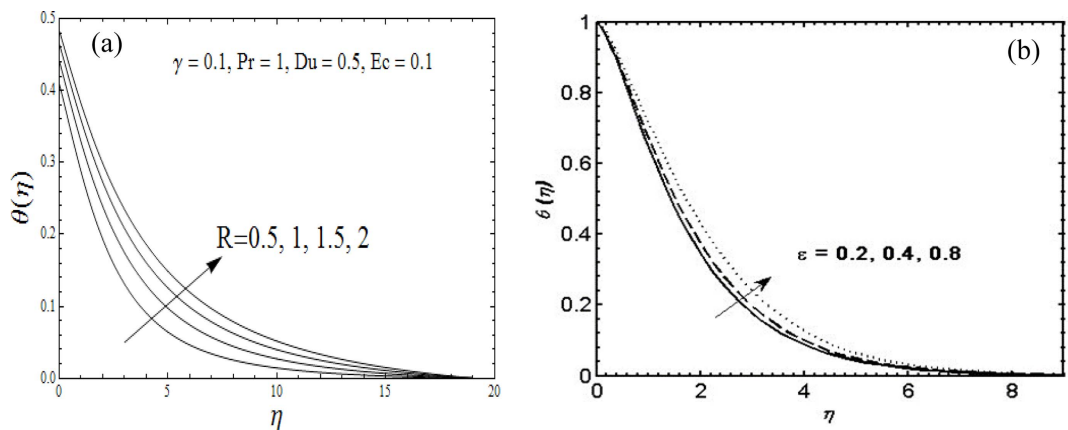 (a)
γ = 0.1, Pr = 1, Du = 0.5, Ec = 0.1
0.5
0.4
0.3
0.2
0.1
0.0
θ(η)
R=0.5, 1, 1.5, 2
0 5 10 15 20
η
(b)
1
0.8
0.6
0.4
0.2
0
θ (η)
ε = 0.2, 0.4, 0.8
0 2 4 6 8
η